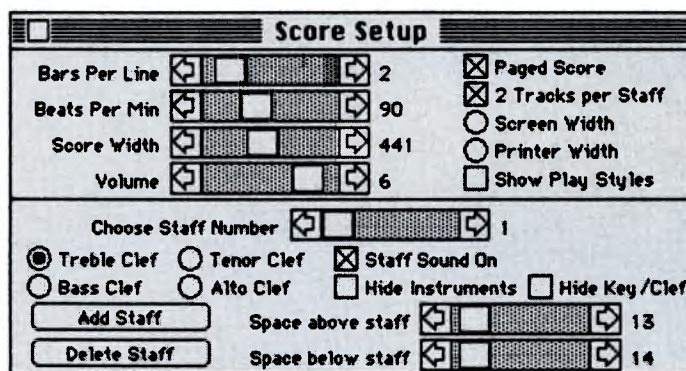 Score Setup
Bars Per Line 2
Paged Score
Beats Per Min 90
2 Tracks per Staff
Score Width 441
Screen Width
Printer Width
Volume 6
Show Play Styles
Choose Staff Number 1
Treble Clef Tenor Clef Staff Sound On
Bass Clef Alto Clef Hide Instruments Hide Key/Clef
Add Staff Space above staff 13
Delete Staff Space below staff 14